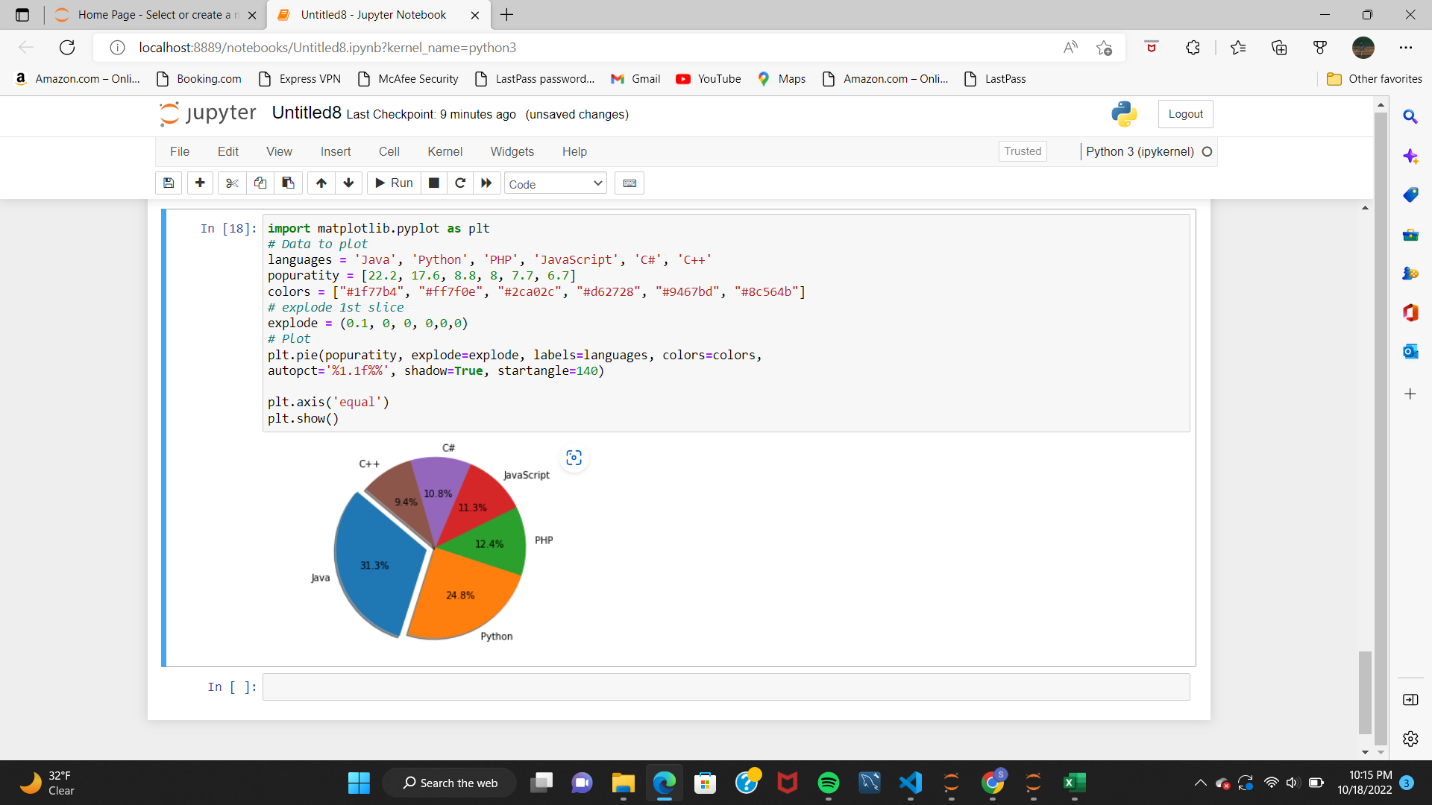 Home Page - Select or create a n
Untitled8 - Jupyter Notebook
localhost:8889/notebooks/Untitled8.ipynb?kernel_name=python3
Amazon.com – Onli...
Booking.com
Express VPN
McAfee Security
LastPass password...
Gmail
YouTube
Maps
Amazon.com – Onli...
LastPass
Other favorites
jupyter Untitled8 Last Checkpoint: 9 minutes ago (unsaved changes)
Logout
File Edit View Insert Cell Kernel Widgets Help
Trusted
Python 3 (ipykernel)
Run
Code
In [18]:
import matplotlib.pyplot as plt
# Data to plot
languages = 'Java', 'Python', 'PHP', 'JavaScript', 'C#', 'C++'
popuratity = [22.2, 17.6, 8.8, 8, 7.7, 6.7]
colors = ["#1f77b4", "#ff7f0e", "#2ca02c", "#d62728", "#9467bd", "#8c564b"]
# explode 1st slice
explode = (0.1, 0, 0, 0,0,0)
# Plot
plt.pie(popuratity, explode=explode, labels=languages, colors=colors,
autopct='%1.1f%%', shadow=True, startangle=140)
plt.axis('equal')
plt.show()
C#
C++
JavaScript
10.8%
9.4%
11.3%
PHP
12.4%
31.3%
Java
24.8%
Python
In [ ]:
32°F
Clear
Search the web
S
10:15 PM
10/18/2022
3